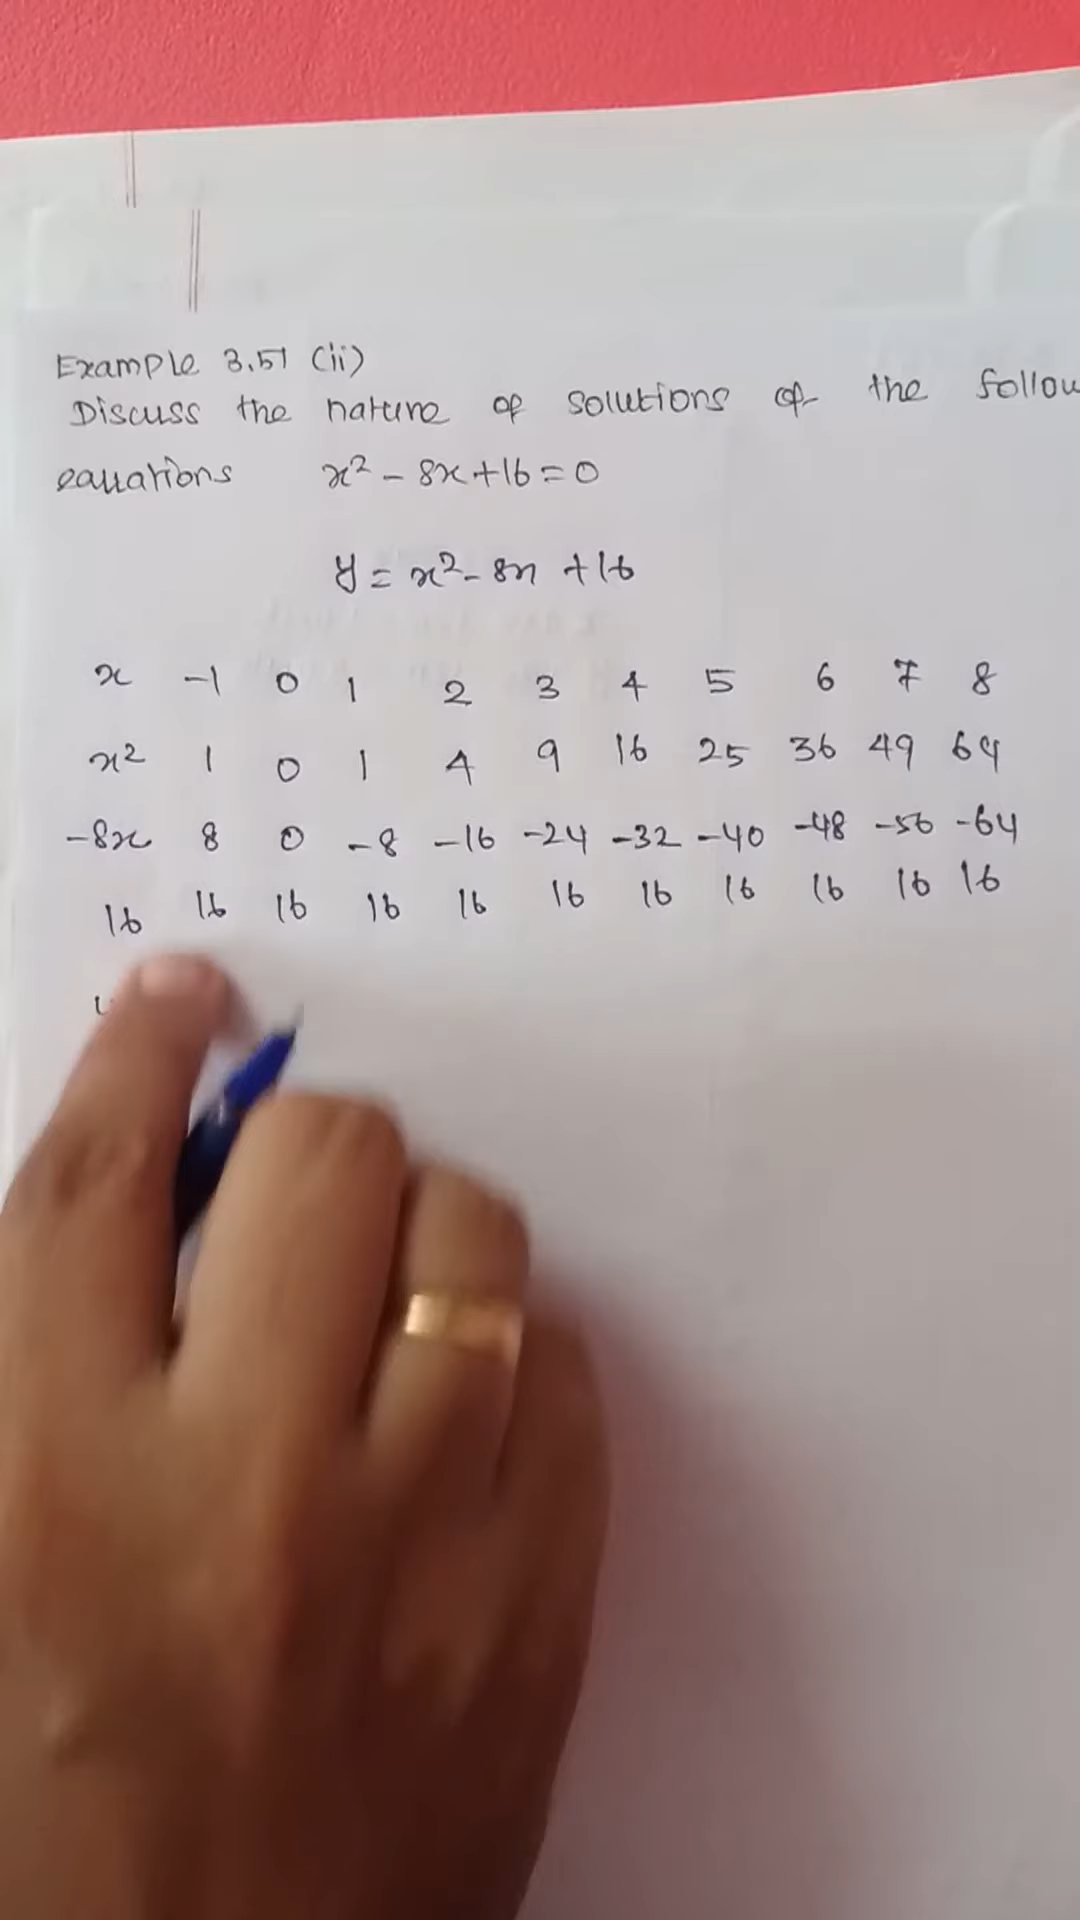 Example 3.51 (ii)
Discuss the nature of solutions of the follow
equations x² - 8x + 16 = 0
y = x² - 8x + 16
x -1 0 1 2 3 4 5 6 7 8
x² 1 0 1 4 9 16 25 36 49 64
-8x 8 0 -8 -16 -24 -32 -40 -48 -56 -64
16 16 16 16 16 16 16 16 16 16 16